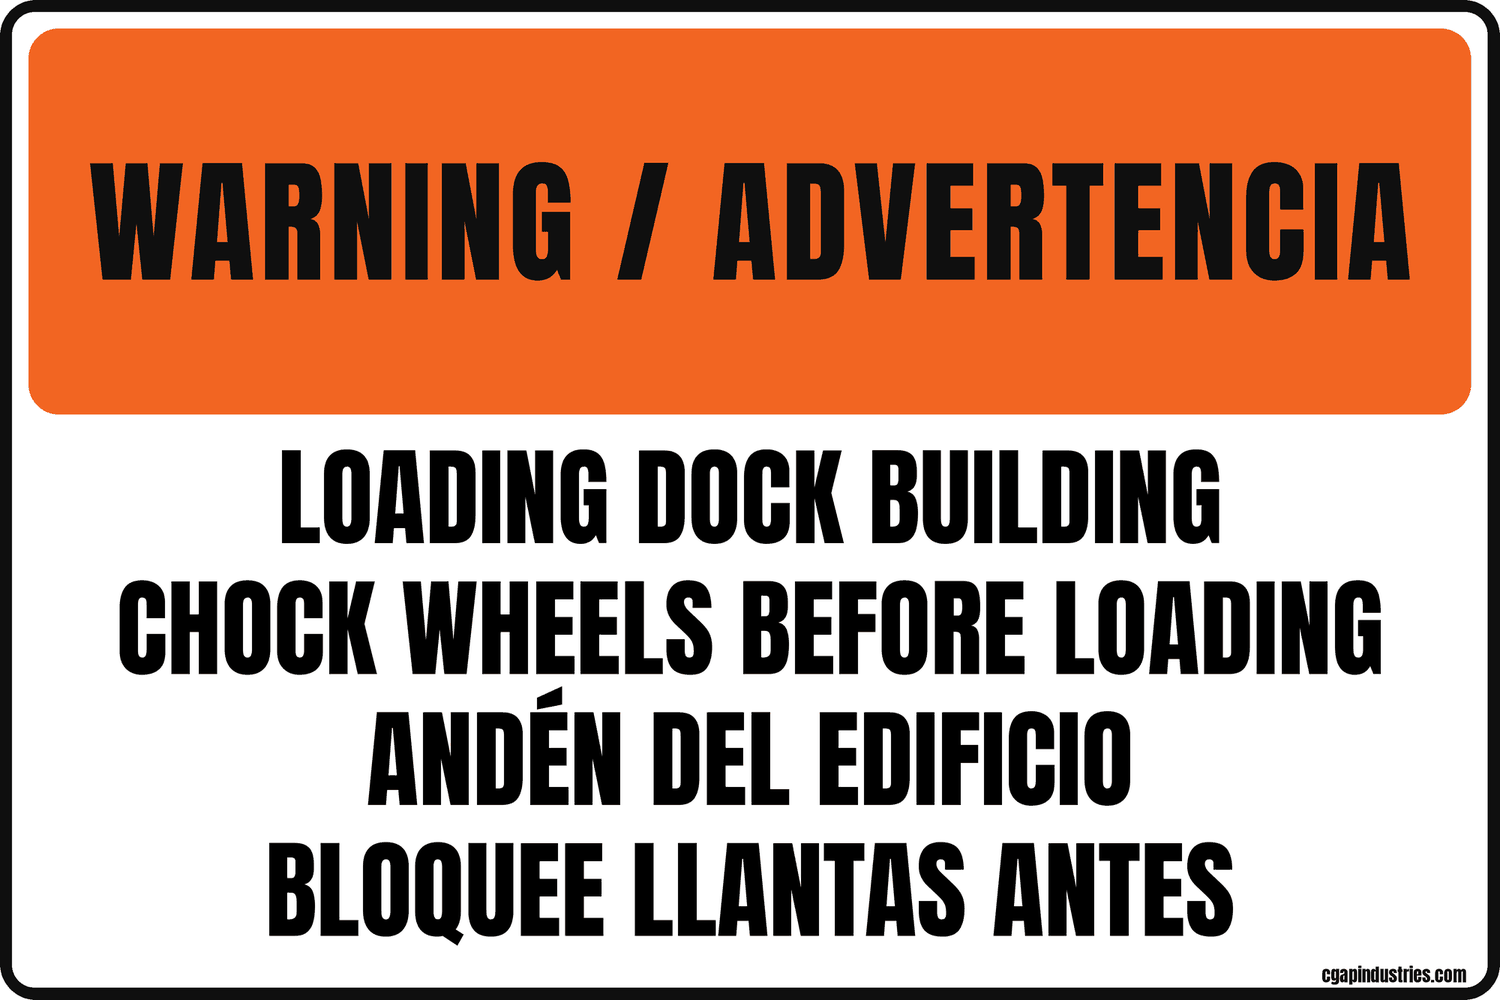 WARNING / ADVERTENCIA
LOADING DOCK BUILDING
CHOCK WHEELS BEFORE LOADING
ANDÉN DEL EDIFICIO
BLOQUEE LLANTAS ANTES
cgapindustries.com